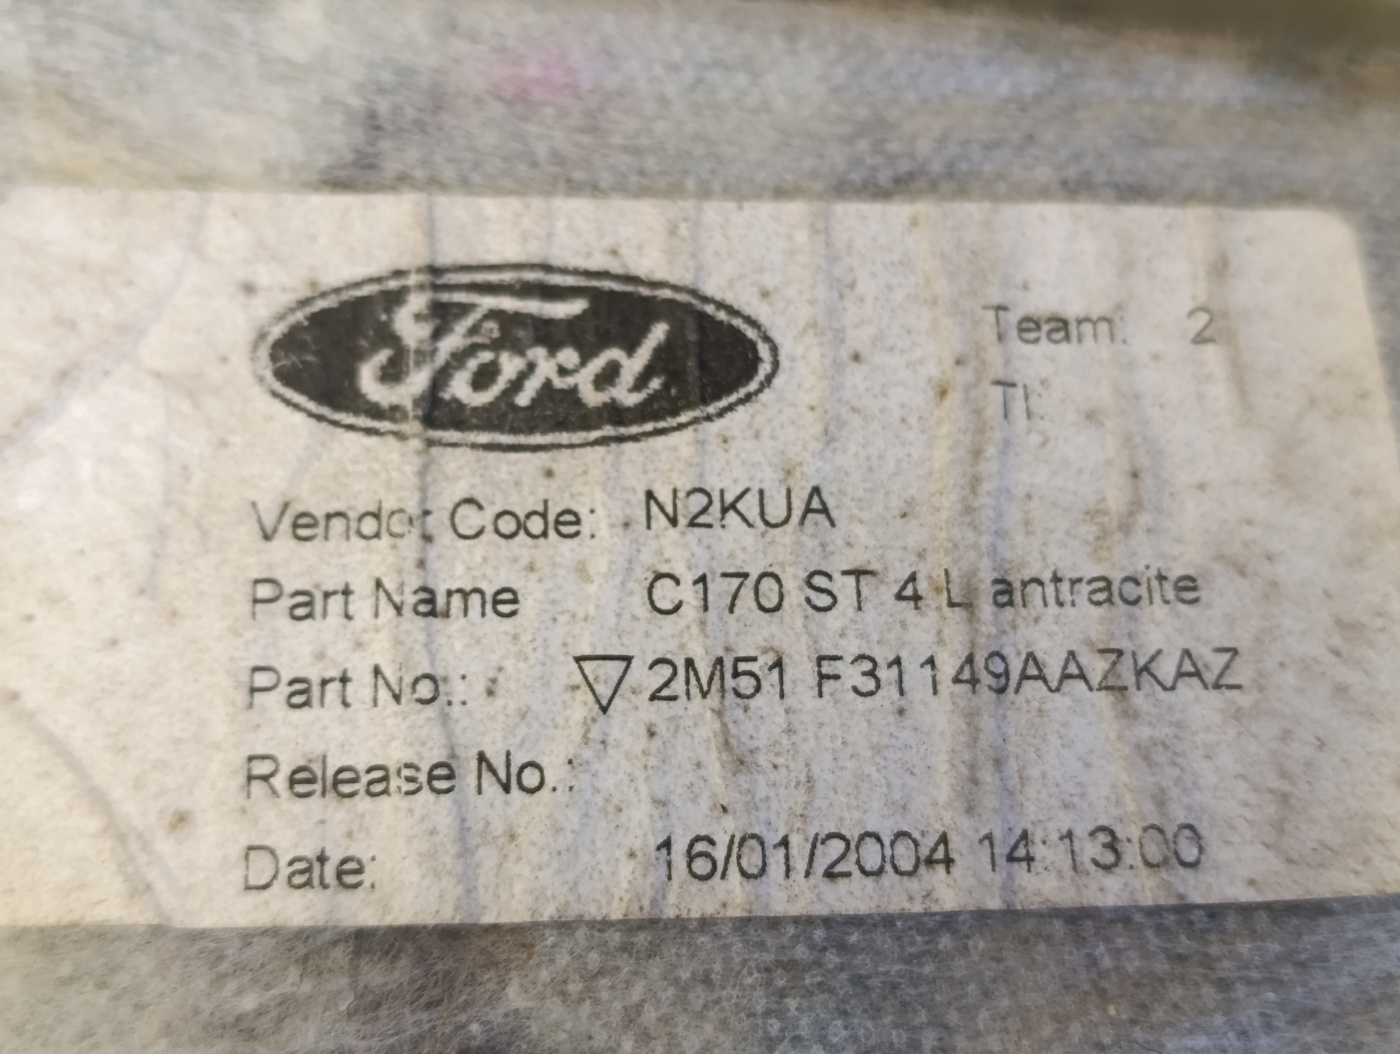 Ford
Team: 2
TI:
Vendor Code: N2KUA
Part Name C170 ST 4 L antracite
Part No.: ▽2M51 F31149AAZKAZ
Release No.:
Date: 16/01/2004 14:13:00